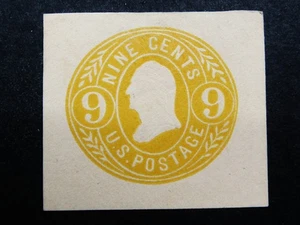 NINE CENTS
9 9
U.S. POSTAGE